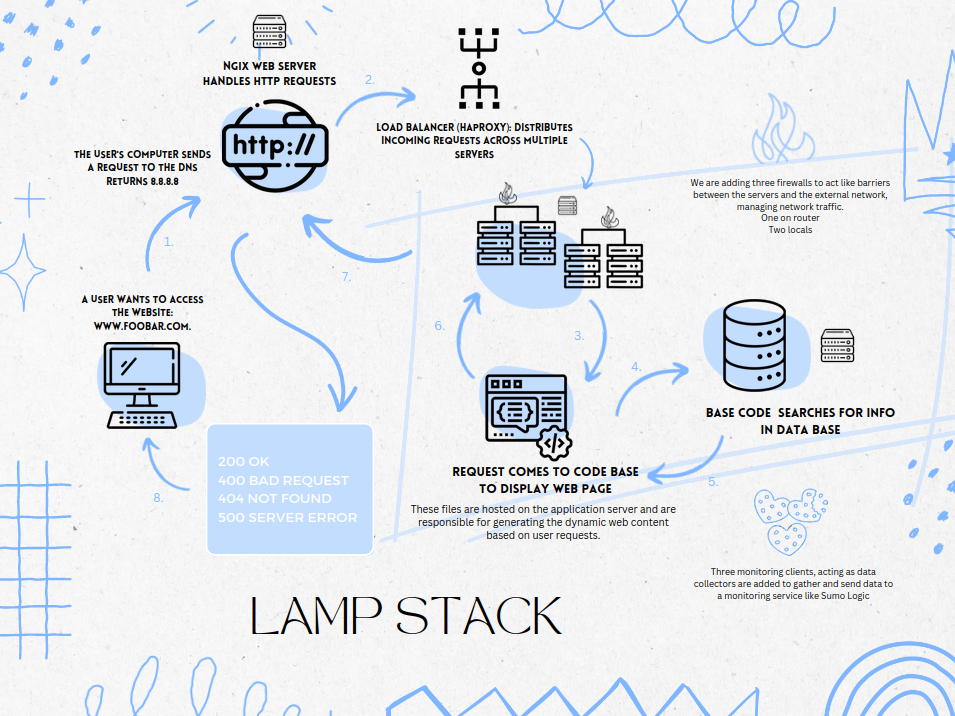 NGIX WEB SERVER
HANDLES HTTP REQUESTS
2.
http://
LOAD BALANCER (HAPROXY): DISTRIBUTES
INCOMING REQUESTS ACROSS MULTIPLE
SERVERS
THE USER'S COMPUTER SENDS
A REQUEST TO THE DNS
RETURNS 8.8.8.8
We are adding three firewalls to act like barriers
between the servers and the external network,
managing network traffic.
One on router
Two locals
1.
7.
A USER WANTS TO ACCESS
THE WEBSITE:
WWW.FOOBAR.COM.
6.
3.
4.
BASE CODE SEARCHES FOR INFO
IN DATA BASE
200 OK
400 BAD REQUEST
404 NOT FOUND
500 SERVER ERROR
8.
REQUEST COMES TO CODE BASE
TO DISPLAY WEB PAGE
5.
These files are hosted on the application server and are
responsible for generating the dynamic web content
based on user requests.
Three monitoring clients, acting as data
collectors are added to gather and send data to
a monitoring service like Sumo Logic
LAMP STACK